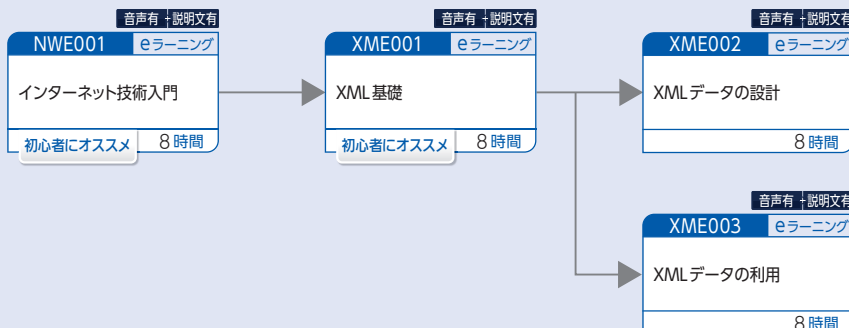 音声有 説明文有
NWE001 eラーニング
インターネット技術入門
初心者にオススメ 8時間
音声有 説明文有
XME001 eラーニング
XML基礎
初心者にオススメ 8時間
音声有 説明文有
XME002 eラーニング
XMLデータの設計
8時間
音声有 説明文有
XME003 eラーニング
XMLデータの利用
8時間